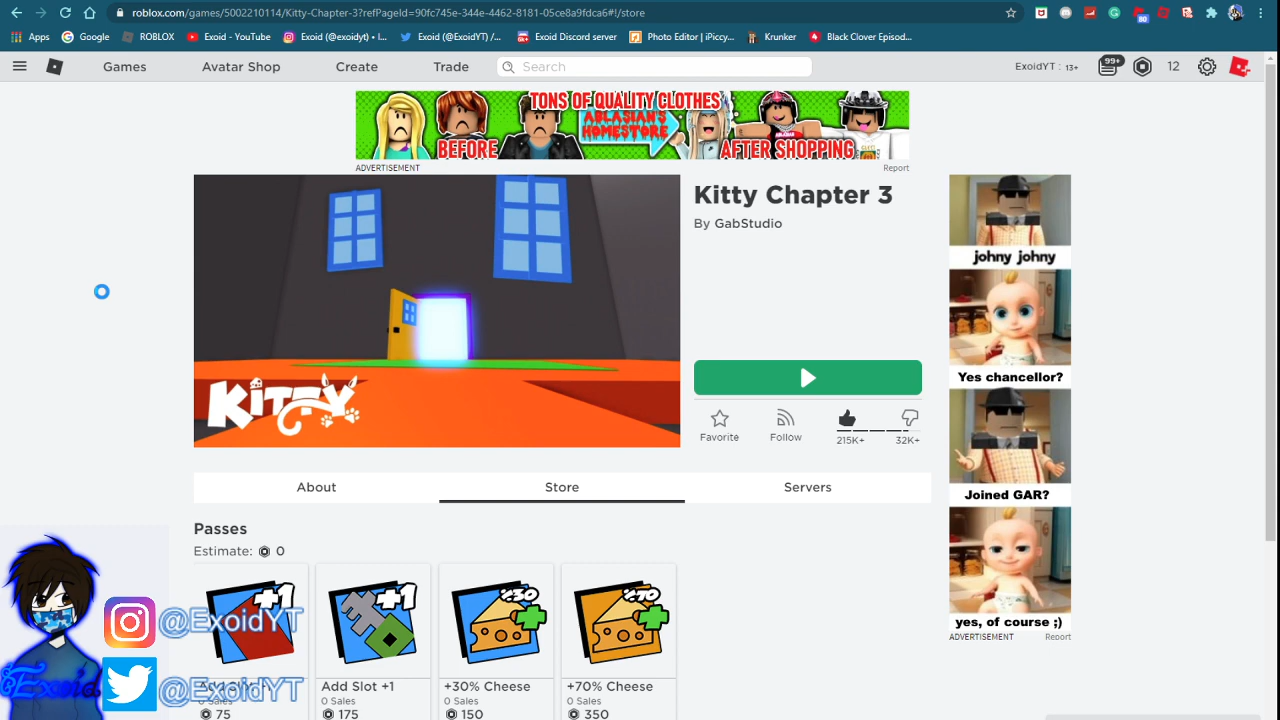 roblox.com/games/5002210114/Kitty-Chapter-3?refPageId=90fc745e-344e-4462-8181-05ce8a9fdca6#!/store
80
Apps Google ROBLOX Exoid - YouTube Exoid (@exoidyt) • I... Exoid (@ExoidYT) /... Exoid Discord server Photo Editor | iPiccy... Krunker Black Clover Episod...
Games Avatar Shop Create Trade Search ExoidYT : 13+ 99+ 12
TONS OF QUALITY CLOTHES
ABLASIAN'S
HOMESTORE
BEFORE AFTER SHOPPING
ADVERTISEMENT Report
KITTY
Kitty Chapter 3
By GabStudio
Favorite Follow 215K+ 32K+
johny johny
Yes chancellor?
Joined GAR?
yes, of course ;)
ADVERTISEMENT Report
About Store Servers
Passes
Estimate: 0
+1 +1 %30 %70
Add Slot +1 +30% Cheese +70% Cheese
0 Sales 0 Sales 0 Sales 0 Sales
75 175 150 350
Exoid
@ExoidYT
@ExoidYT